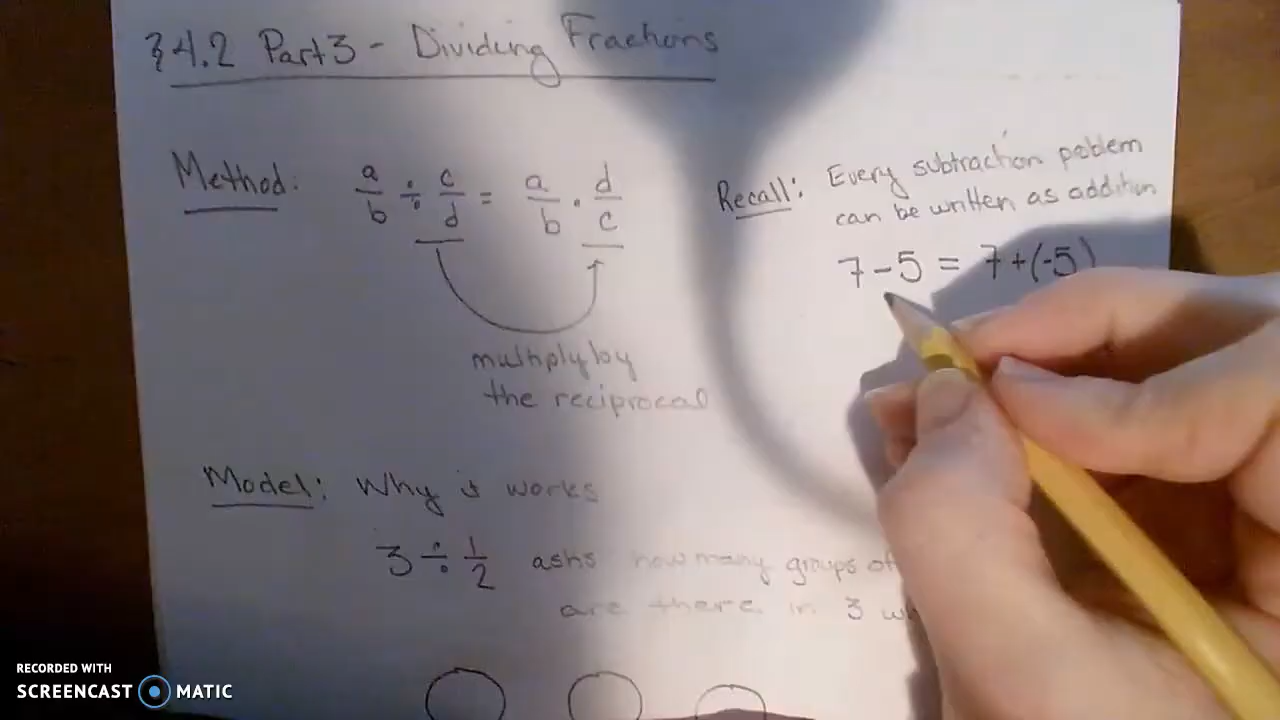 §4.2 Part 3 - Dividing Fractions
Method: a/b ÷ c/d = a/b · d/c
multiply by
the reciprocal
Recall: Every subtraction poblem
can be written as addition
7-5 = 7+(-5)
Model: Why it works
3 ÷ 1/2 asks how many groups of
are there in 3
RECORDED WITH
SCREENCAST MATIC